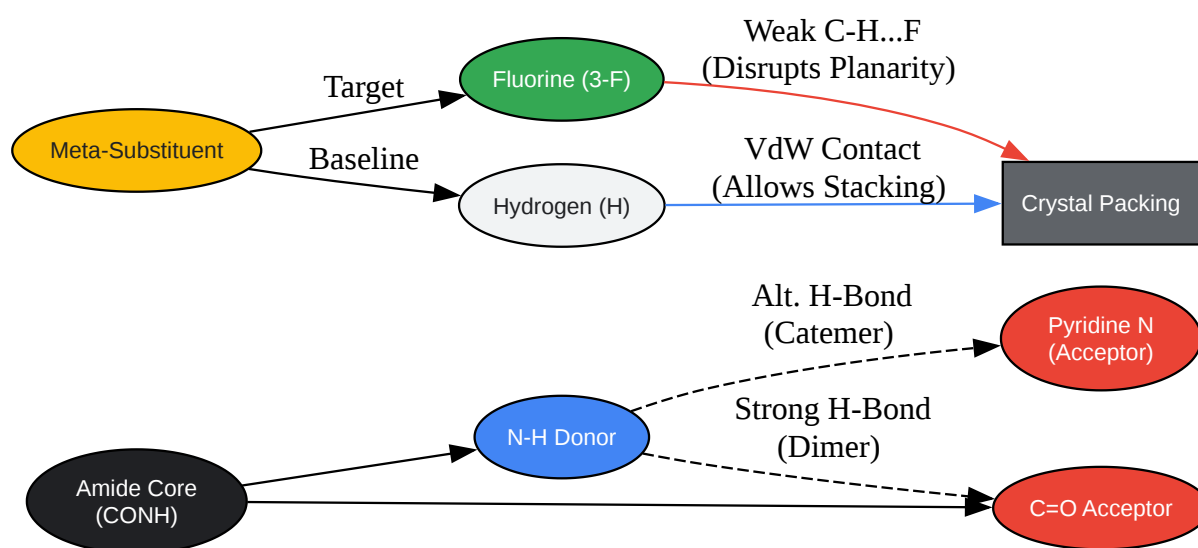 Weak C-H...F
(Disrupts Planarity)
Fluorine (3-F)
Target
Meta-Substituent
Baseline
VdW Contact
(Allows Stacking)
Hydrogen (H)
Crystal Packing
Alt. H-Bond
(Catemer)
Pyridine N
(Acceptor)
Strong H-Bond
(Dimer)
N-H Donor
Amide Core
(CONH)
C=O Acceptor